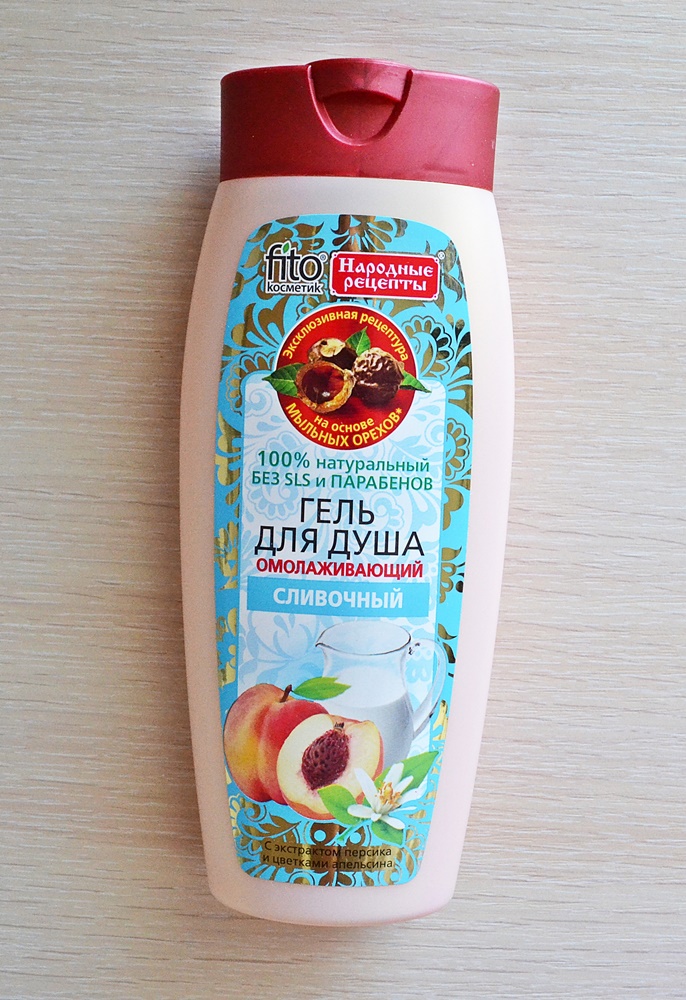 fito®
косметик
Народные
рецепты®
Эксклюзивная рецептура
на основе
МЫЛЬНЫХ ОРЕХОВ*
100% натуральный
БЕЗ SLS и ПАРАБЕНОВ
ГЕЛЬ
ДЛЯ ДУША
ОМОЛАЖИВАЮЩИЙ
СЛИВОЧНЫЙ
С экстрактом персика
и цветками апельсина